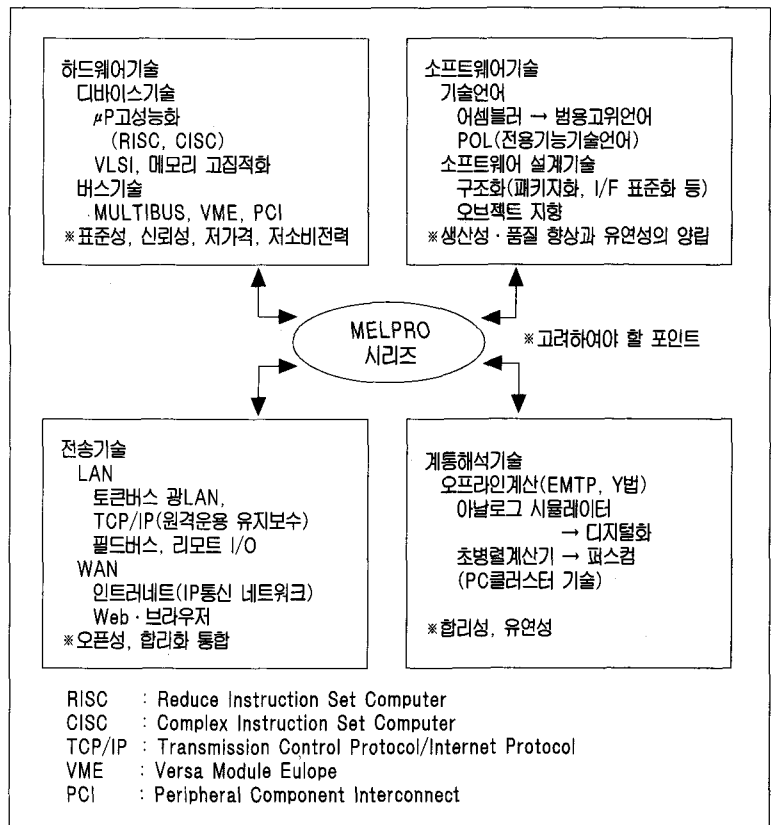 하드웨어기술
디바이스기술
μP고성능화
(RISC, CISC)
VLSI, 메모리 고집적화
버스기술
MULTIBUS, VME, PCI
※표준성, 신뢰성, 저가격, 저소비전력
소프트웨어기술
기술언어
어셈블러 → 범용고위언어
POL(전용기능기술언어)
소프트웨어 설계기술
구조화(패키지화, I/F 표준화 등)
오브젝트 지향
※생산성·품질 향상과 유연성의 양립
MELPRO
시리즈
※고려하여야 할 포인트
전송기술
LAN
토큰버스 광LAN,
TCP/IP(원격운용 유지보수)
필드버스, 리모트 I/O
WAN
인트러네트(IP통신 네트워크)
Web·브라우저
※오픈성, 합리화 통합
계통해석기술
오프라인계산(EMTP, Y법)
아날로그 시뮬레이터
→ 디지털화
초병렬계산기 → 퍼스컴
(PC클러스터 기술)
※합리성, 유연성
RISC : Reduce Instruction Set Computer
CISC : Complex Instruction Set Computer
TCP/IP : Transmission Control Protocol/Internet Protocol
VME : Versa Module Eulope
PCI : Peripheral Component Interconnect